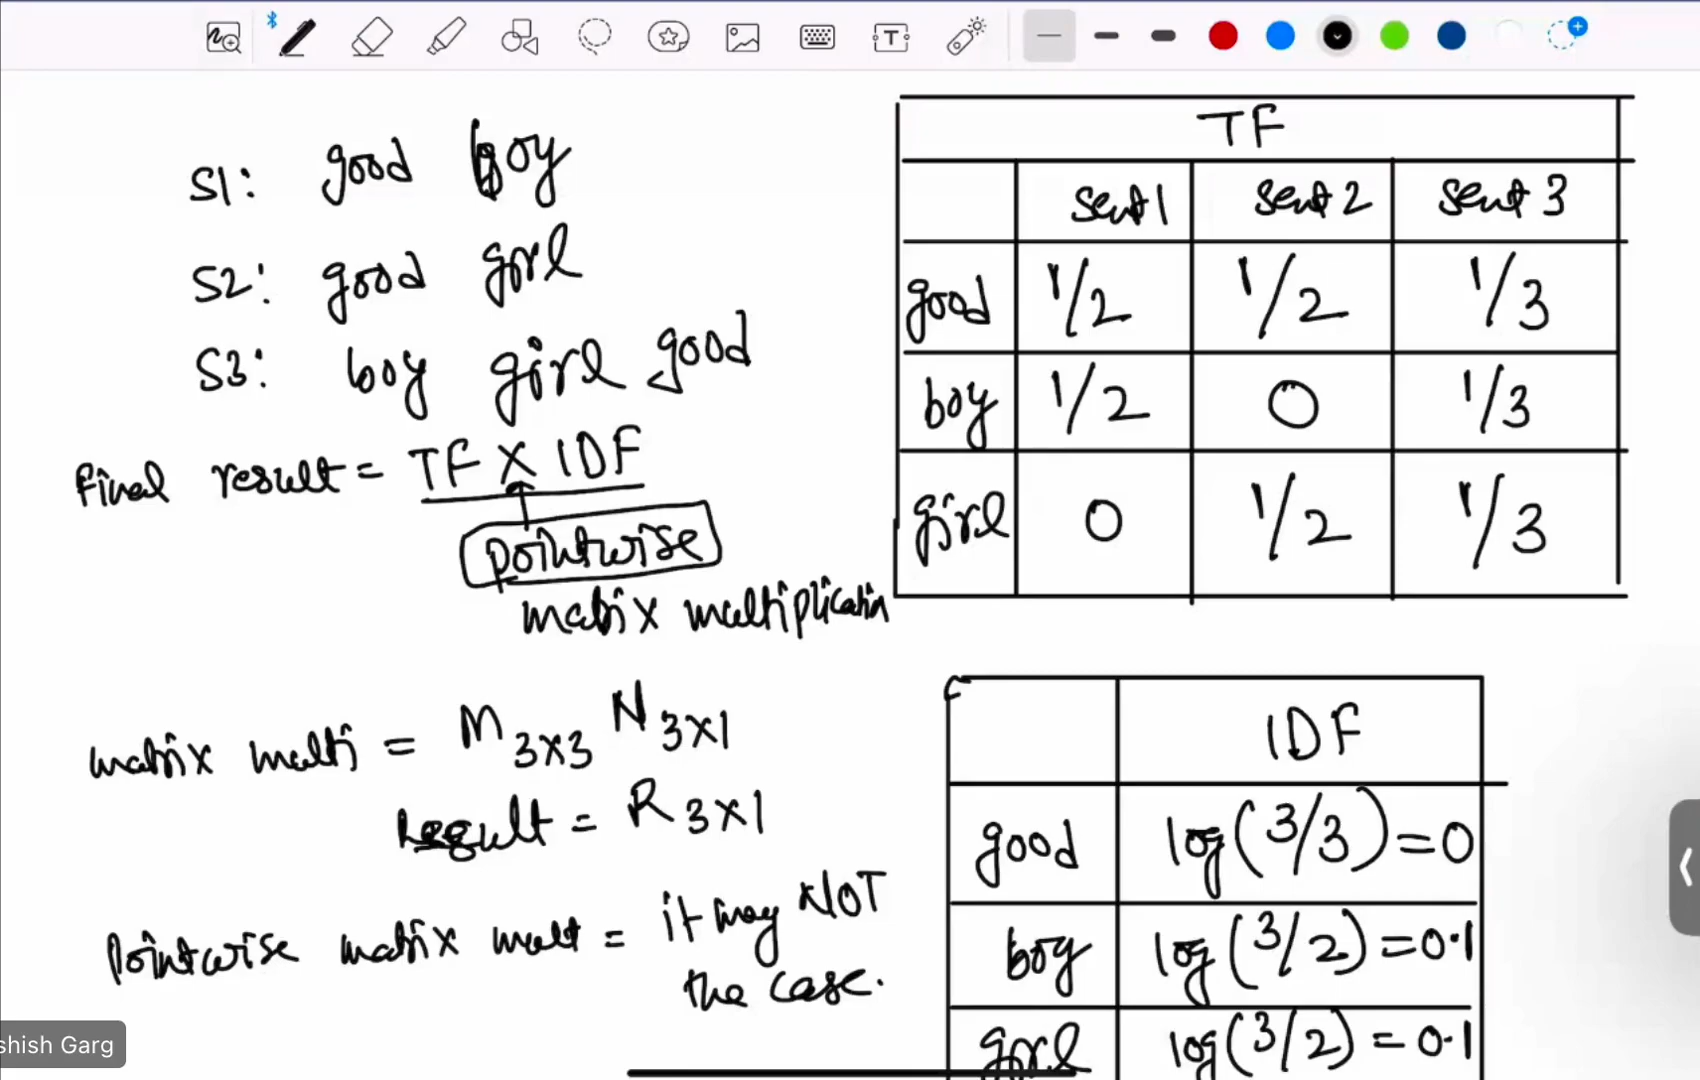 S1: good boy
S2: good girl
S3: boy girl good
final result = TF X IDF
pointwise
matrix multiplication
matrix multi = M 3x3 N 3x1
Result = R 3x1
Pointwise matrix mult = it may NOT
the case.
TF
sent 1 sent 2 sent 3
good 1/2 1/2 1/3
boy 1/2 0 1/3
girl 0 1/2 1/3
IDF
good log(3/3) = 0
boy log(3/2) = 0.1
girl log(3/2) = 0.1
shish Garg